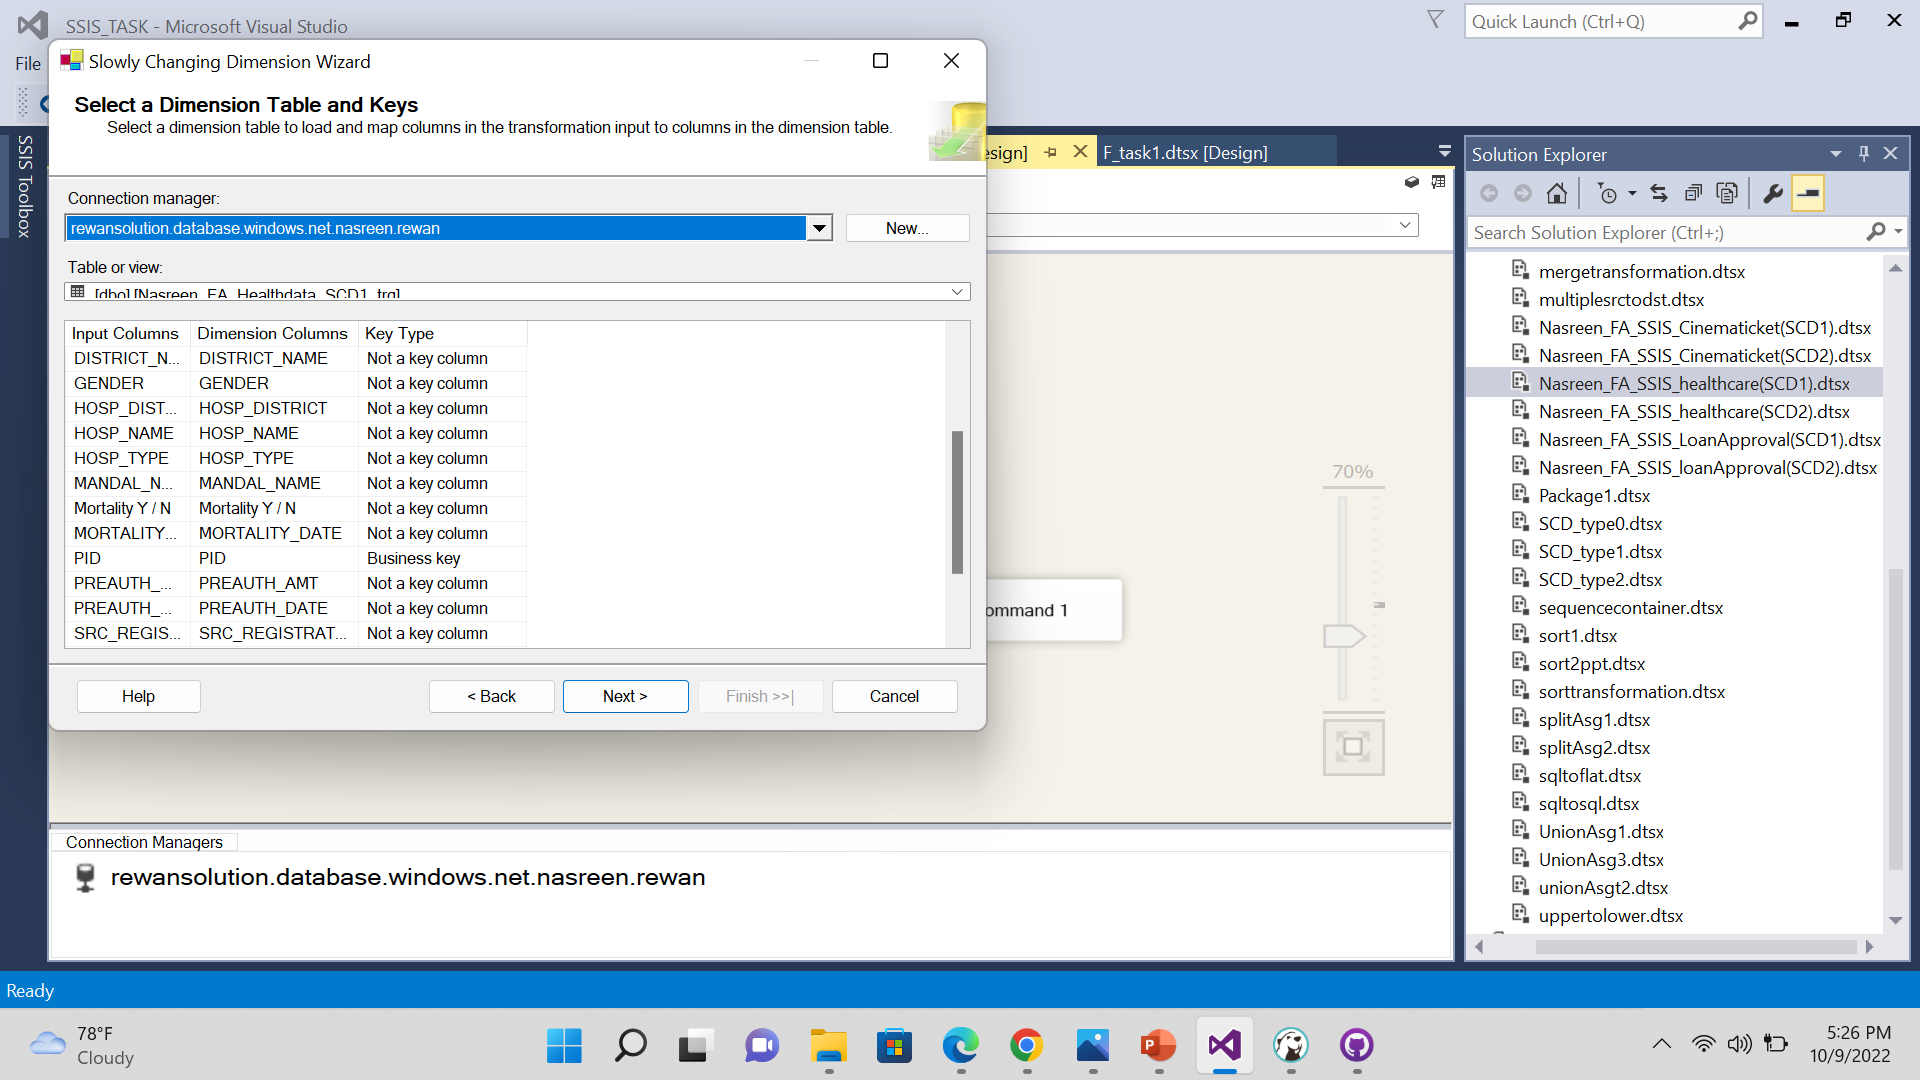 SSIS_TASK - Microsoft Visual Studio
Quick Launch (Ctrl+Q)
File
Slowly Changing Dimension Wizard
Select a Dimension Table and Keys
Select a dimension table to load and map columns in the transformation input to columns in the dimension table.
SSIS Toolbox
esign]
F_task1.dtsx [Design]
Connection manager:
rewansolution.database.windows.net.nasreen.rewan
New...
Table or view:
[dbo].[Nasreen_FA_Healthdata_SCD1_trg]
Input Columns Dimension Columns Key Type
DISTRICT_N... DISTRICT_NAME Not a key column
GENDER GENDER Not a key column
HOSP_DIST... HOSP_DISTRICT Not a key column
HOSP_NAME HOSP_NAME Not a key column
HOSP_TYPE HOSP_TYPE Not a key column
MANDAL_N... MANDAL_NAME Not a key column
Mortality Y / N Mortality Y / N Not a key column
MORTALITY... MORTALITY_DATE Not a key column
PID PID Business key
PREAUTH_... PREAUTH_AMT Not a key column
PREAUTH_... PREAUTH_DATE Not a key column
SRC_REGIS... SRC_REGISTRAT... Not a key column
Help
< Back
Next >
Finish >>|
Cancel
ommand 1
70%
Connection Managers
rewansolution.database.windows.net.nasreen.rewan
Solution Explorer
Search Solution Explorer (Ctrl+;)
mergetransformation.dtsx
multiplesrctodst.dtsx
Nasreen_FA_SSIS_Cinematicket(SCD1).dtsx
Nasreen_FA_SSIS_Cinematicket(SCD2).dtsx
Nasreen_FA_SSIS_healthcare(SCD1).dtsx
Nasreen_FA_SSIS_healthcare(SCD2).dtsx
Nasreen_FA_SSIS_LoanApproval(SCD1).dtsx
Nasreen_FA_SSIS_loanApproval(SCD2).dtsx
Package1.dtsx
SCD_type0.dtsx
SCD_type1.dtsx
SCD_type2.dtsx
sequencecontainer.dtsx
sort1.dtsx
sort2ppt.dtsx
sorttransformation.dtsx
splitAsg1.dtsx
splitAsg2.dtsx
sqltoflat.dtsx
sqltosql.dtsx
UnionAsg1.dtsx
UnionAsg3.dtsx
unionAsgt2.dtsx
uppertolower.dtsx
Ready
78°F
Cloudy
5:26 PM
10/9/2022